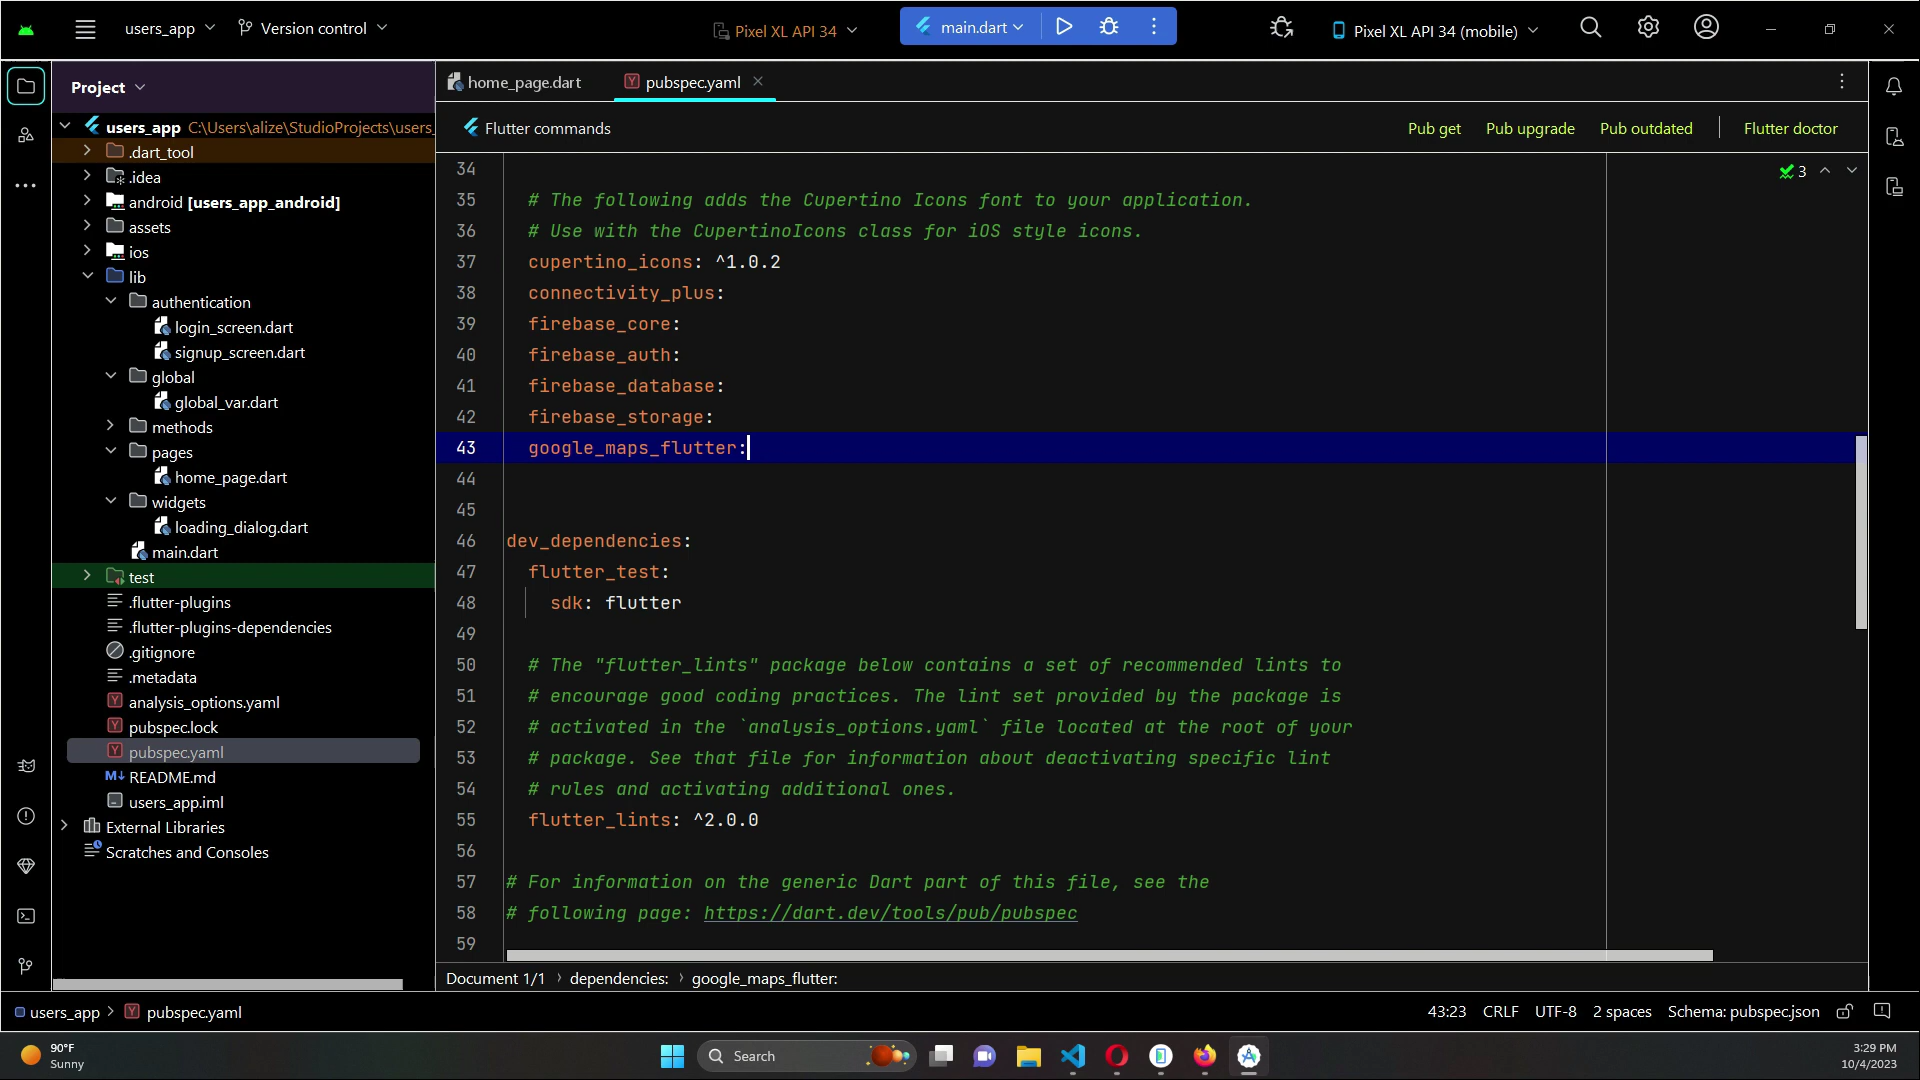 users_app
Version control
Pixel XL API 34
main.dart
Pixel XL API 34 (mobile)
Project
home_page.dart
pubspec.yaml
users_app C:\Users\alize\StudioProjects\users_
.dart_tool
.idea
android [users_app_android]
assets
ios
lib
authentication
login_screen.dart
signup_screen.dart
global
global_var.dart
methods
pages
home_page.dart
widgets
loading_dialog.dart
main.dart
test
.flutter-plugins
.flutter-plugins-dependencies
.gitignore
.metadata
analysis_options.yaml
pubspec.lock
pubspec.yaml
README.md
users_app.iml
External Libraries
Scratches and Consoles
Flutter commands
Pub get
Pub upgrade
Pub outdated
Flutter doctor
3
34
35 # The following adds the Cupertino Icons font to your application.
36 # Use with the CupertinoIcons class for iOS style icons.
37 cupertino_icons: ^1.0.2
38 connectivity_plus:
39 firebase_core:
40 firebase_auth:
41 firebase_database:
42 firebase_storage:
43 google_maps_flutter:
44
45
46 dev_dependencies:
47 flutter_test:
48 sdk: flutter
49
50 # The "flutter_lints" package below contains a set of recommended lints to
51 # encourage good coding practices. The lint set provided by the package is
52 # activated in the `analysis_options.yaml` file located at the root of your
53 # package. See that file for information about deactivating specific lint
54 # rules and activating additional ones.
55 flutter_lints: ^2.0.0
56
57 # For information on the generic Dart part of this file, see the
58 # following page: https://dart.dev/tools/pub/pubspec
59
Document 1/1 › dependencies: › google_maps_flutter:
users_app › pubspec.yaml
43:23 CRLF UTF-8 2 spaces Schema: pubspec.json
90°F
Sunny
Search
3:29 PM
10/4/2023